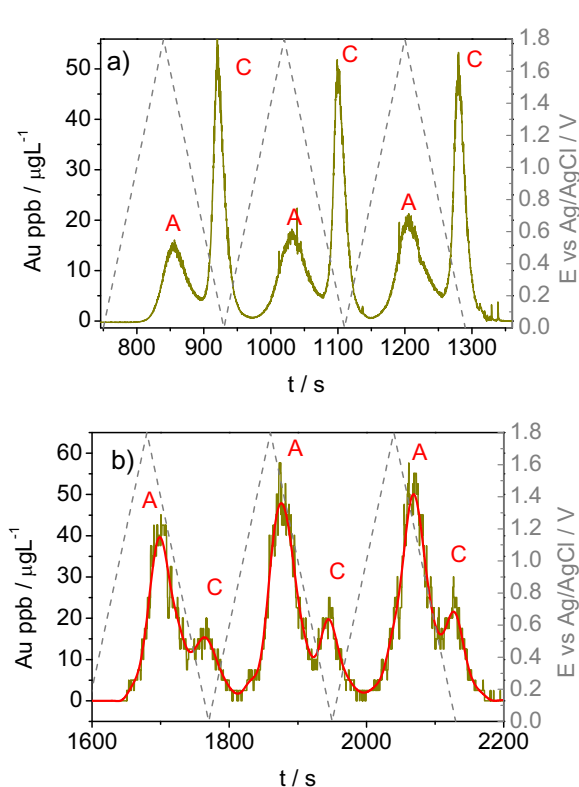 a)
C
C
C
A
A
A
50
40
30
20
10
0
Au ppb / µgL-1
1.8
1.6
1.4
1.2
1.0
0.8
0.6
0.4
0.2
0.0
E vs Ag/AgCl / V
800 900 1000 1100 1200 1300
t / s
b)
A
A
A
C
C
C
60
50
40
30
20
10
0
Au ppb / µgL-1
1.8
1.6
1.4
1.2
1.0
0.8
0.6
0.4
0.2
0.0
E vs Ag/AgCl / V
1600 1800 2000 2200
t / s